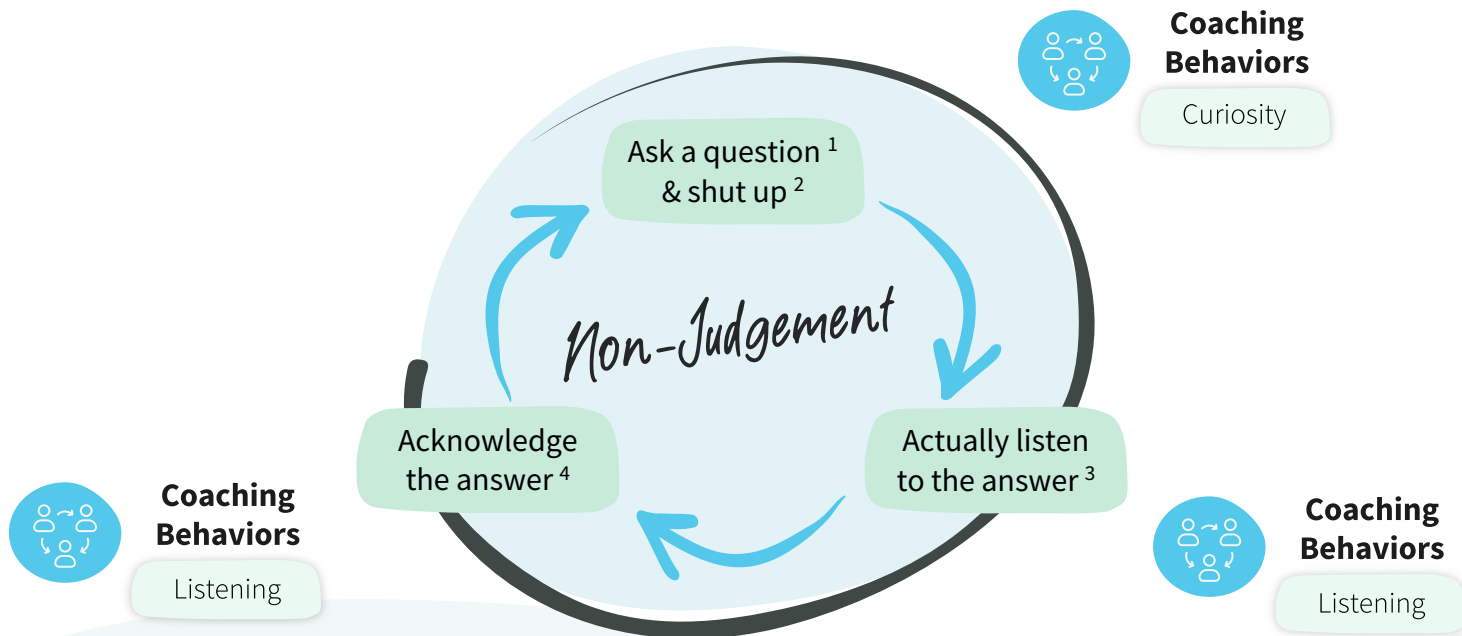 Coaching
Behaviors
Curiosity
Ask a question ¹
& shut up ²
Non-Judgement
Acknowledge
the answer ⁴
Actually listen
to the answer ³
Coaching
Behaviors
Listening
Coaching
Behaviors
Listening